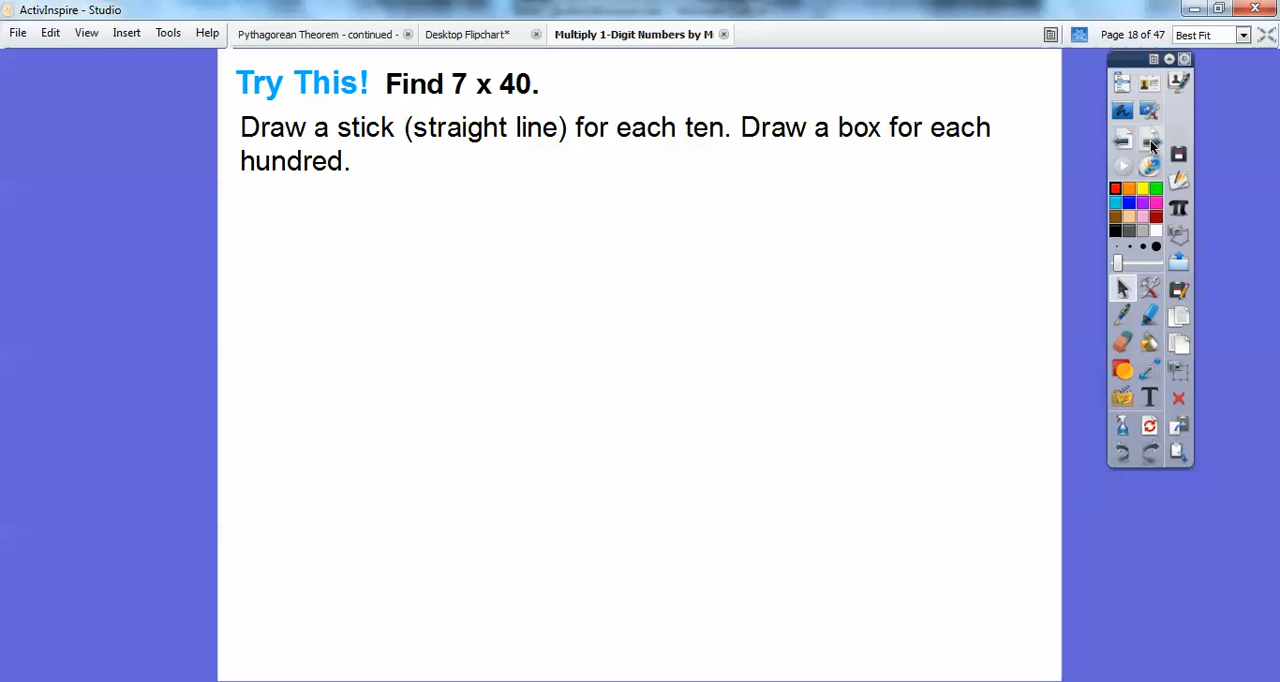 ActivInspire - Studio
File Edit View Insert Tools Help Pythagorean Theorem - continued - Desktop Flipchart* Multiply 1-Digit Numbers by M Page 18 of 47 Best Fit
Try This! Find 7 x 40.
Draw a stick (straight line) for each ten. Draw a box for each
hundred.